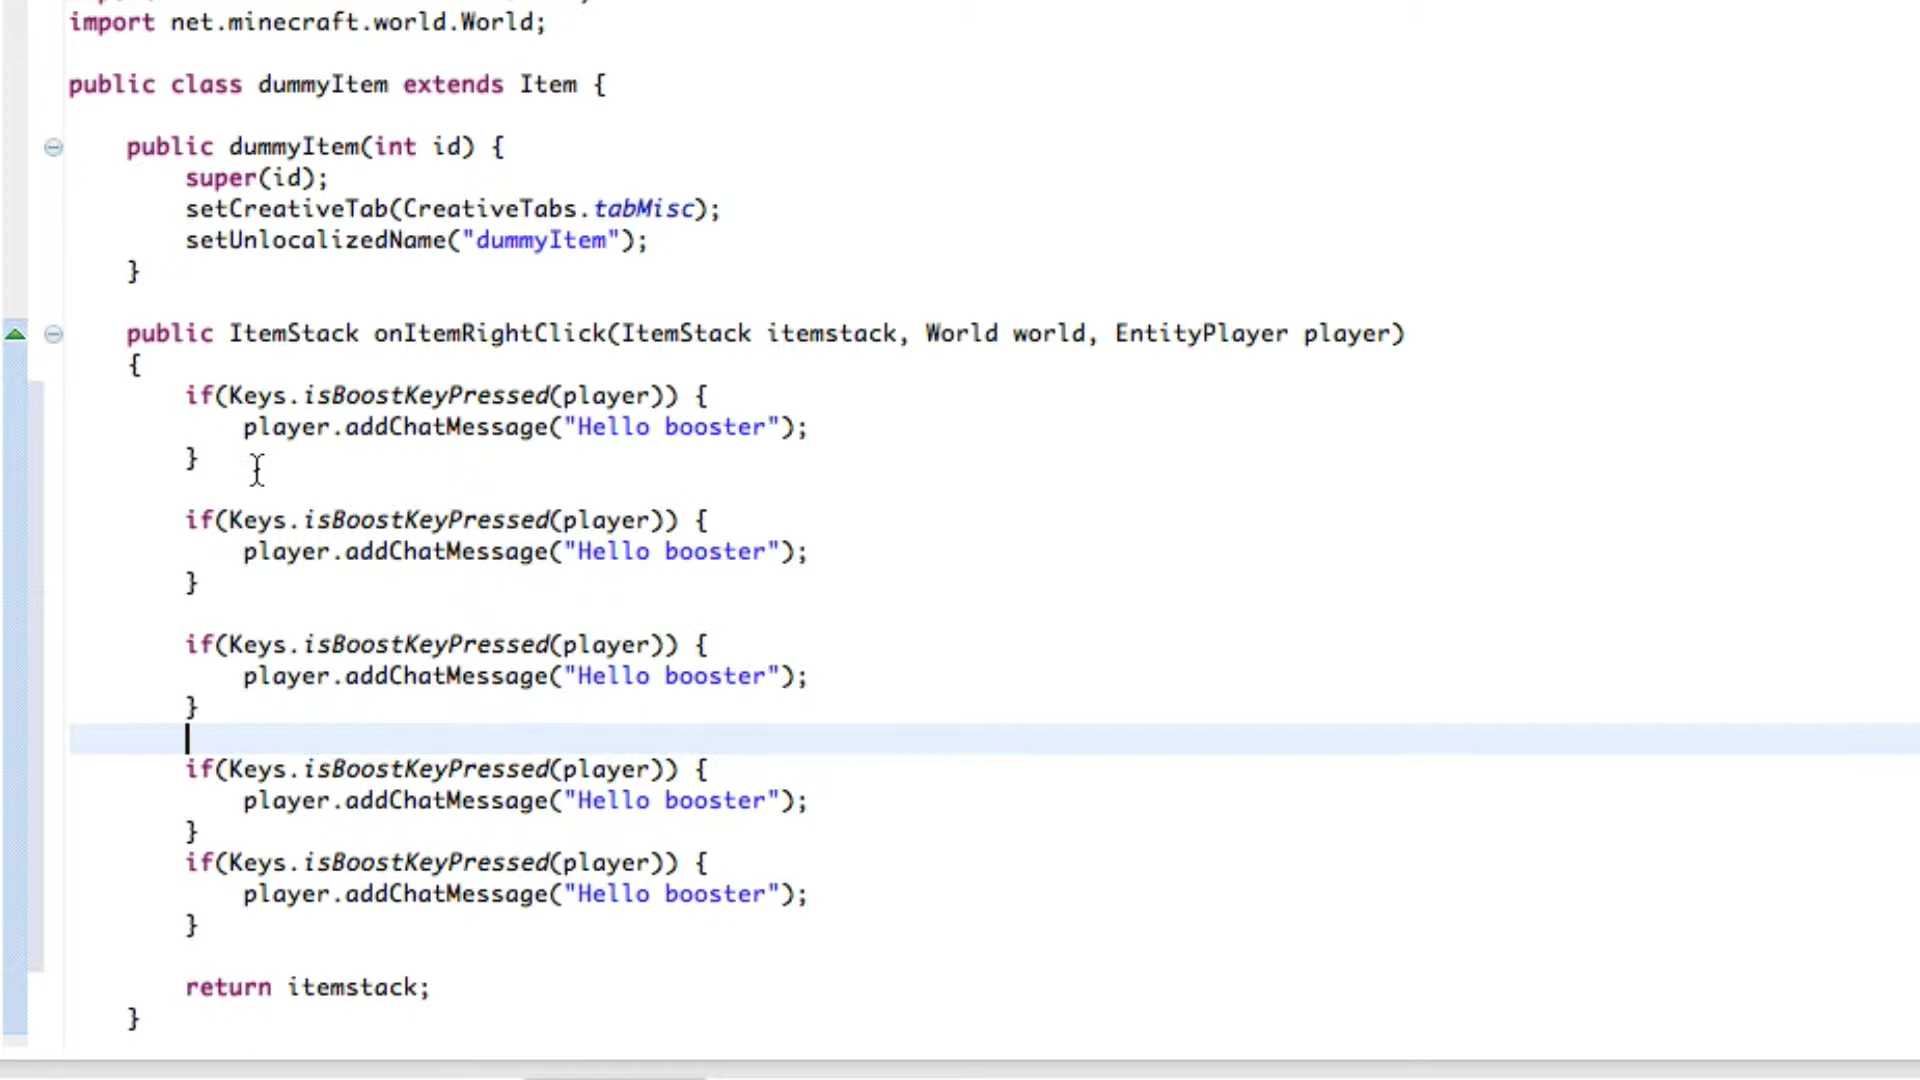 import net.minecraft.world.World;
public class dummyItem extends Item {
public dummyItem(int id) {
super(id);
setCreativeTab(CreativeTabs.tabMisc);
setUnlocalizedName("dummyItem");
}
public ItemStack onItemRightClick(ItemStack itemstack, World world, EntityPlayer player)
{
if(Keys.isBoostKeyPressed(player)) {
player.addChatMessage("Hello booster");
}
if(Keys.isBoostKeyPressed(player)) {
player.addChatMessage("Hello booster");
}
if(Keys.isBoostKeyPressed(player)) {
player.addChatMessage("Hello booster");
}
if(Keys.isBoostKeyPressed(player)) {
player.addChatMessage("Hello booster");
}
if(Keys.isBoostKeyPressed(player)) {
player.addChatMessage("Hello booster");
}
return itemstack;
}